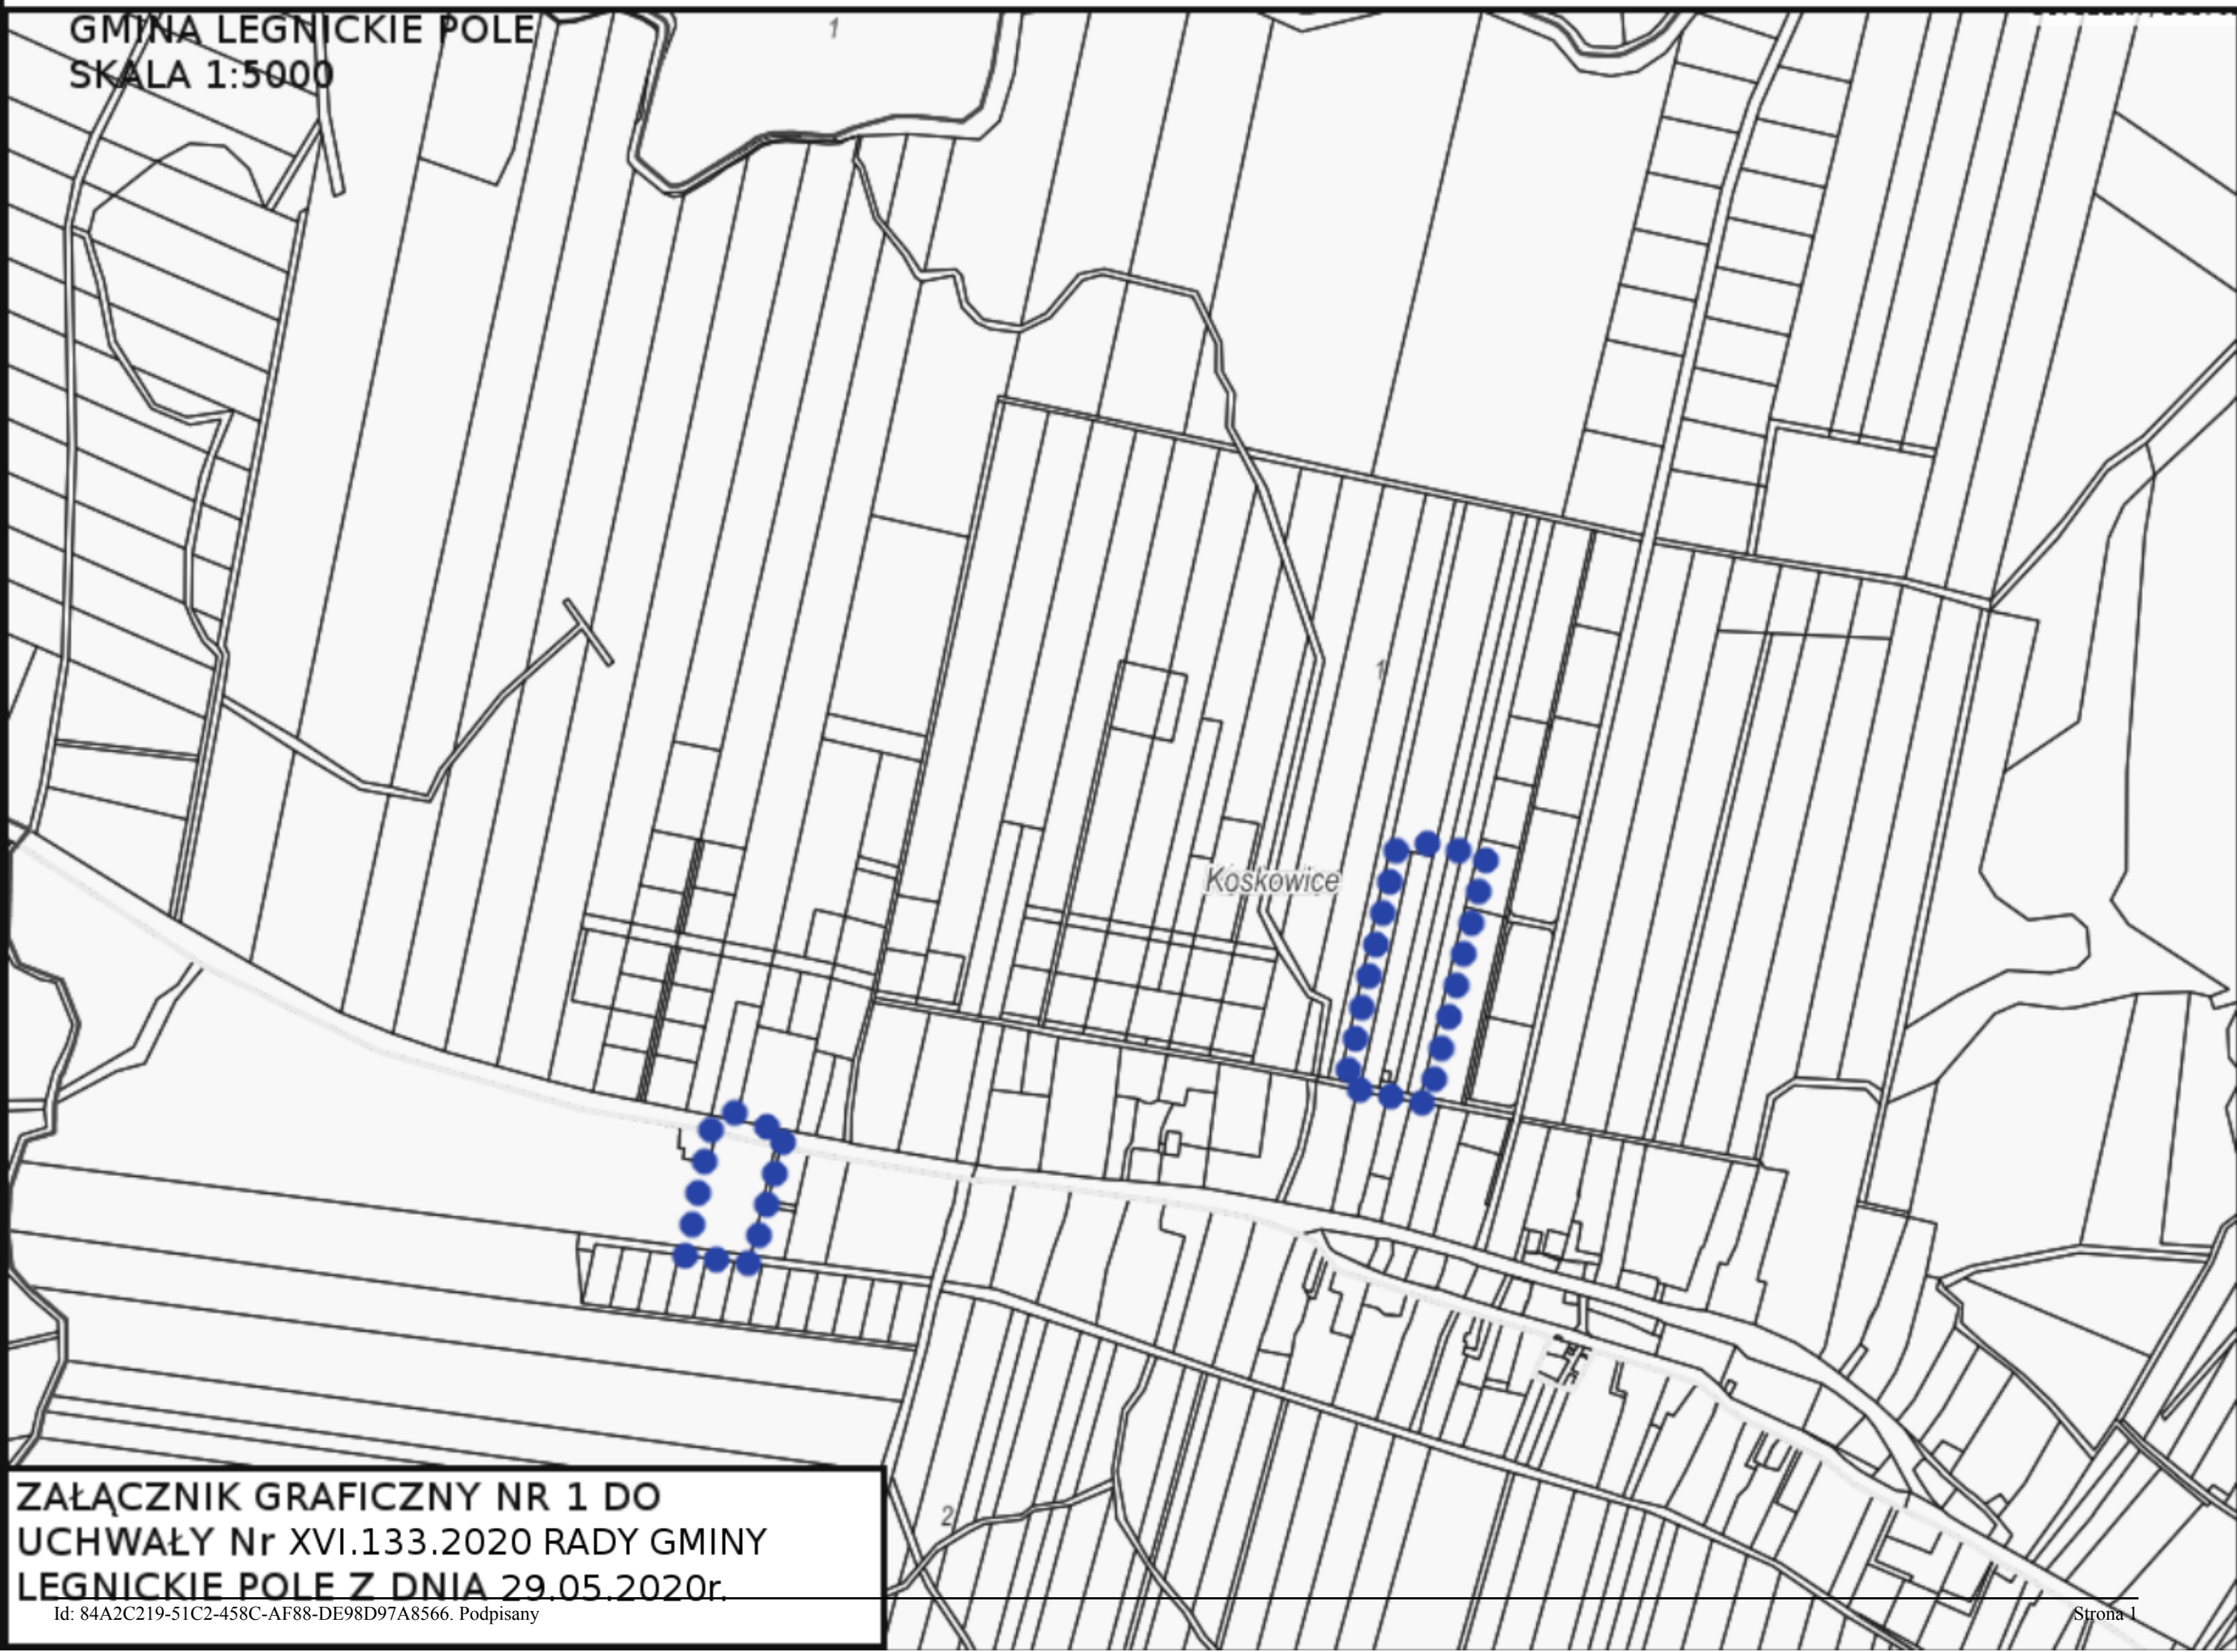 GMINA LEGNICKIE POLE
SKALA 1:5000
1
1
Koskowice
2
ZAŁĄCZNIK GRAFICZNY NR 1 DO
UCHWAŁY Nr XVI.133.2020 RADY GMINY
LEGNICKIE POLE Z DNIA 29.05.2020r.
Id: 84A2C219-51C2-458C-AF88-DE98D97A8566. Podpisany
Strona 1